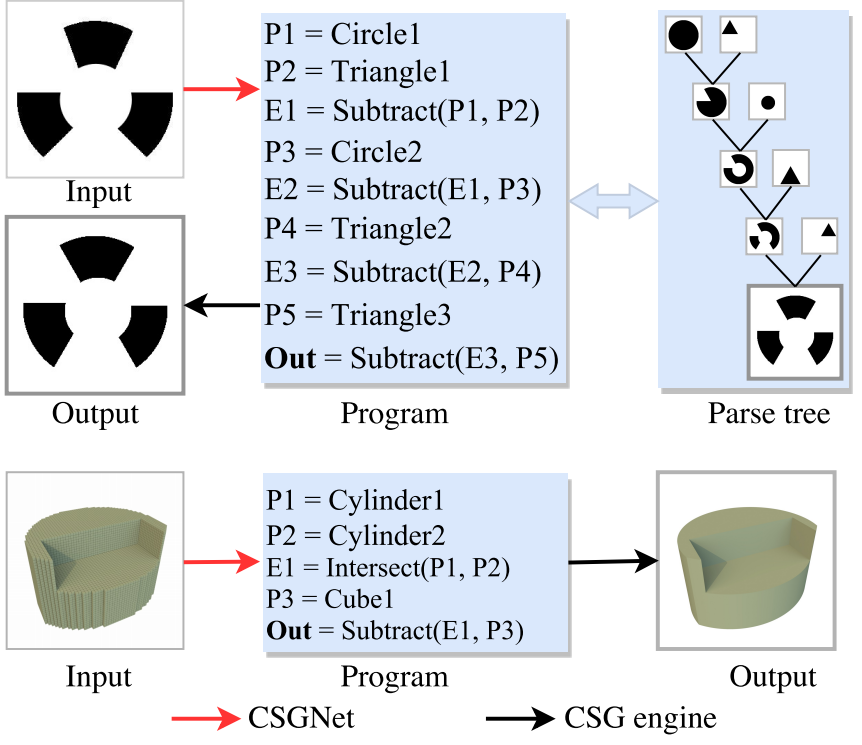 Input
P1 = Circle1
P2 = Triangle1
E1 = Subtract(P1, P2)
P3 = Circle2
E2 = Subtract(E1, P3)
P4 = Triangle2
E3 = Subtract(E2, P4)
P5 = Triangle3
Out = Subtract(E3, P5)
Output
Program
Parse tree
P1 = Cylinder1
P2 = Cylinder2
E1 = Intersect(P1, P2)
P3 = Cube1
Out = Subtract(E1, P3)
Input
Program
Output
CSGNet
CSG engine